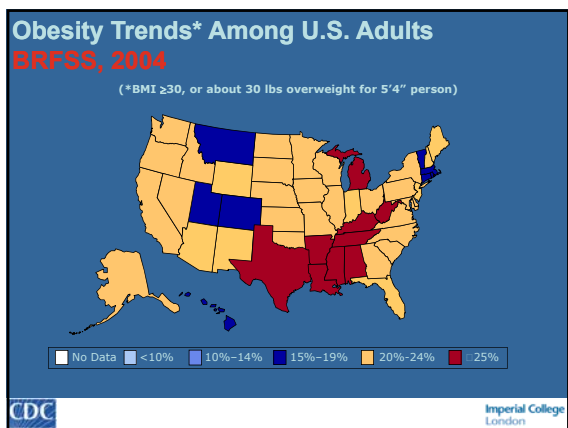 Obesity Trends* Among U.S. Adults
BRFSS, 2004
(*BMI ≥30, or about 30 lbs overweight for 5’4” person)
No Data <10% 10%–14% 15%–19% 20%-24% □25%
CDC
Imperial College
London